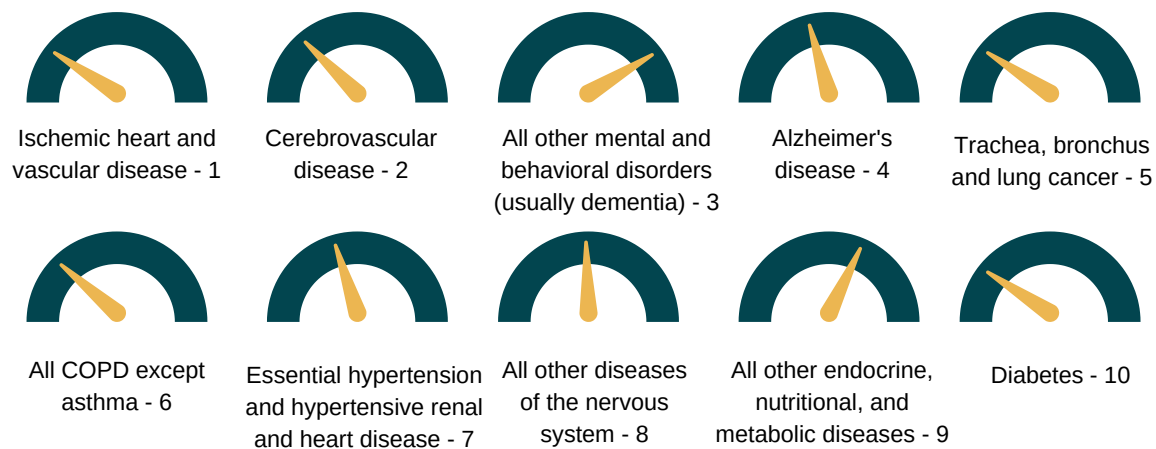 Ischemic heart and
vascular disease - 1
Cerebrovascular
disease - 2
All other mental and
behavioral disorders
(usually dementia) - 3
Alzheimer's
disease - 4
Trachea, bronchus
and lung cancer - 5
All COPD except
asthma - 6
Essential hypertension
and hypertensive renal
and heart disease - 7
All other diseases
of the nervous
system - 8
All other endocrine,
nutritional, and
metabolic diseases - 9
Diabetes - 10